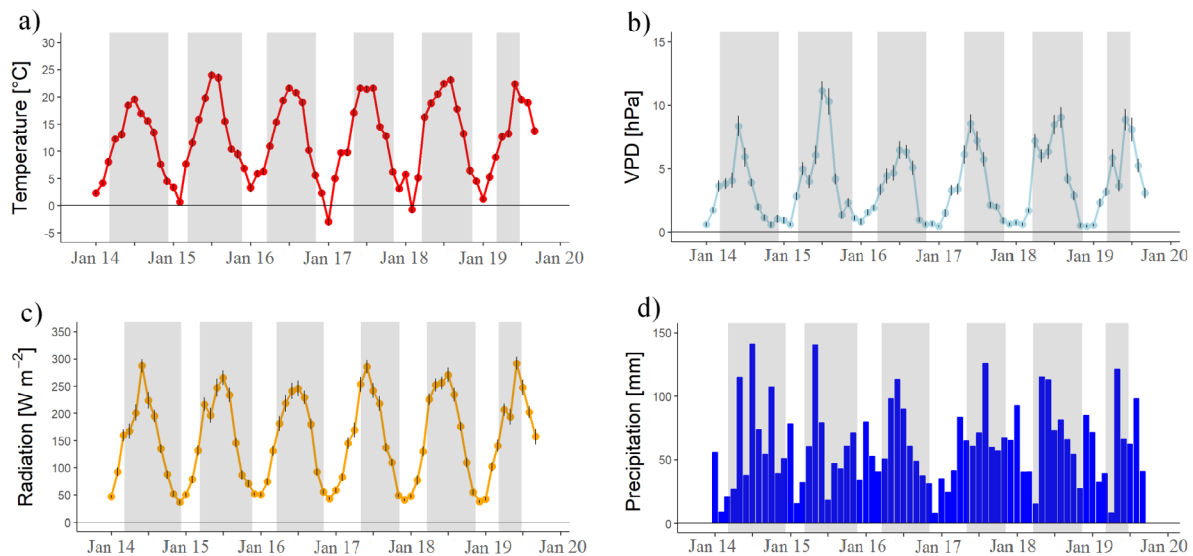 a)
Temperature [°C]
30
25
20
15
10
5
0
-5
Jan 14 Jan 15 Jan 16 Jan 17 Jan 18 Jan 19 Jan 20
b)
VPD [hPa]
15
10
5
0
Jan 14 Jan 15 Jan 16 Jan 17 Jan 18 Jan 19 Jan 20
c)
Radiation [W m⁻²]
350
300
250
200
150
100
50
0
Jan 14 Jan 15 Jan 16 Jan 17 Jan 18 Jan 19 Jan 20
d)
Precipitation [mm]
150
100
50
0
Jan 14 Jan 15 Jan 16 Jan 17 Jan 18 Jan 19 Jan 20